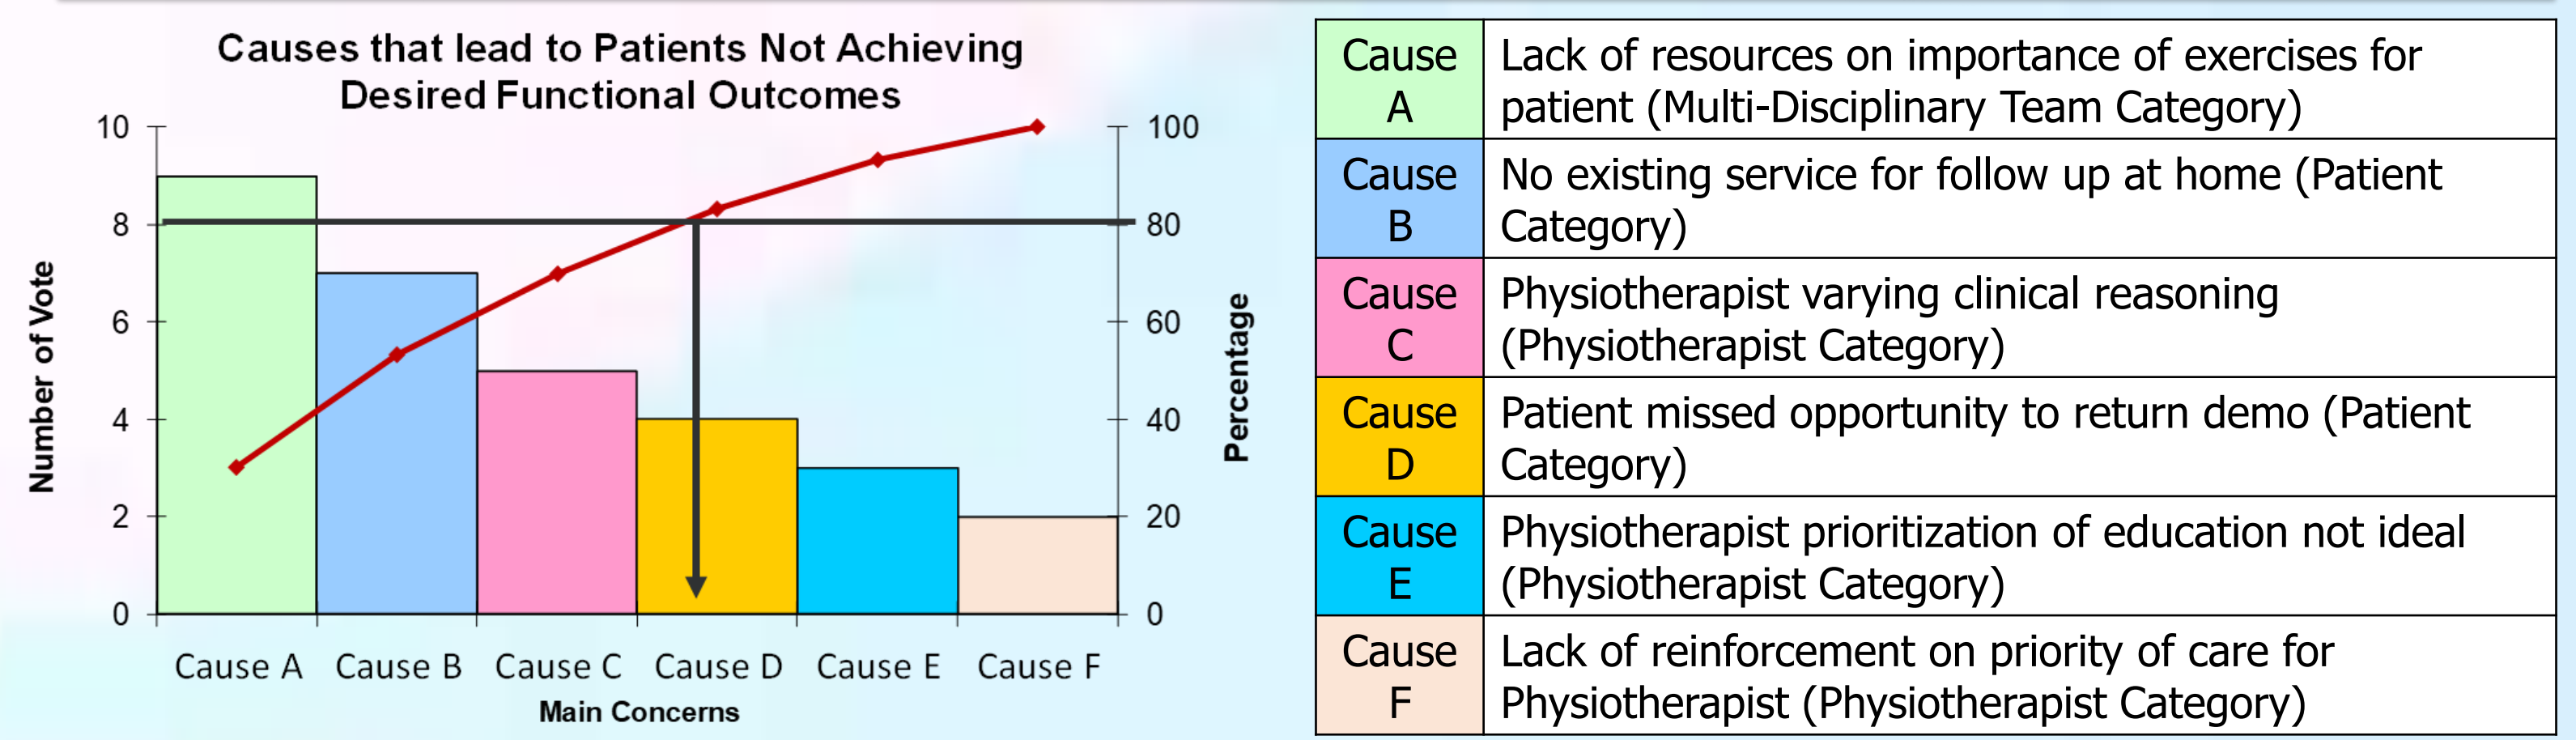 Causes that lead to Patients Not Achieving
Desired Functional Outcomes
10
8
6
4
2
0
Number of Vote
100
80
60
40
20
0
Percentage
Cause A
Cause B
Cause C
Cause D
Cause E
Cause F
Main Concerns
Cause
A
Lack of resources on importance of exercises for
patient (Multi-Disciplinary Team Category)
Cause
B
No existing service for follow up at home (Patient
Category)
Cause
C
Physiotherapist varying clinical reasoning
(Physiotherapist Category)
Cause
D
Patient missed opportunity to return demo (Patient
Category)
Cause
E
Physiotherapist prioritization of education not ideal
(Physiotherapist Category)
Cause
F
Lack of reinforcement on priority of care for
Physiotherapist (Physiotherapist Category)